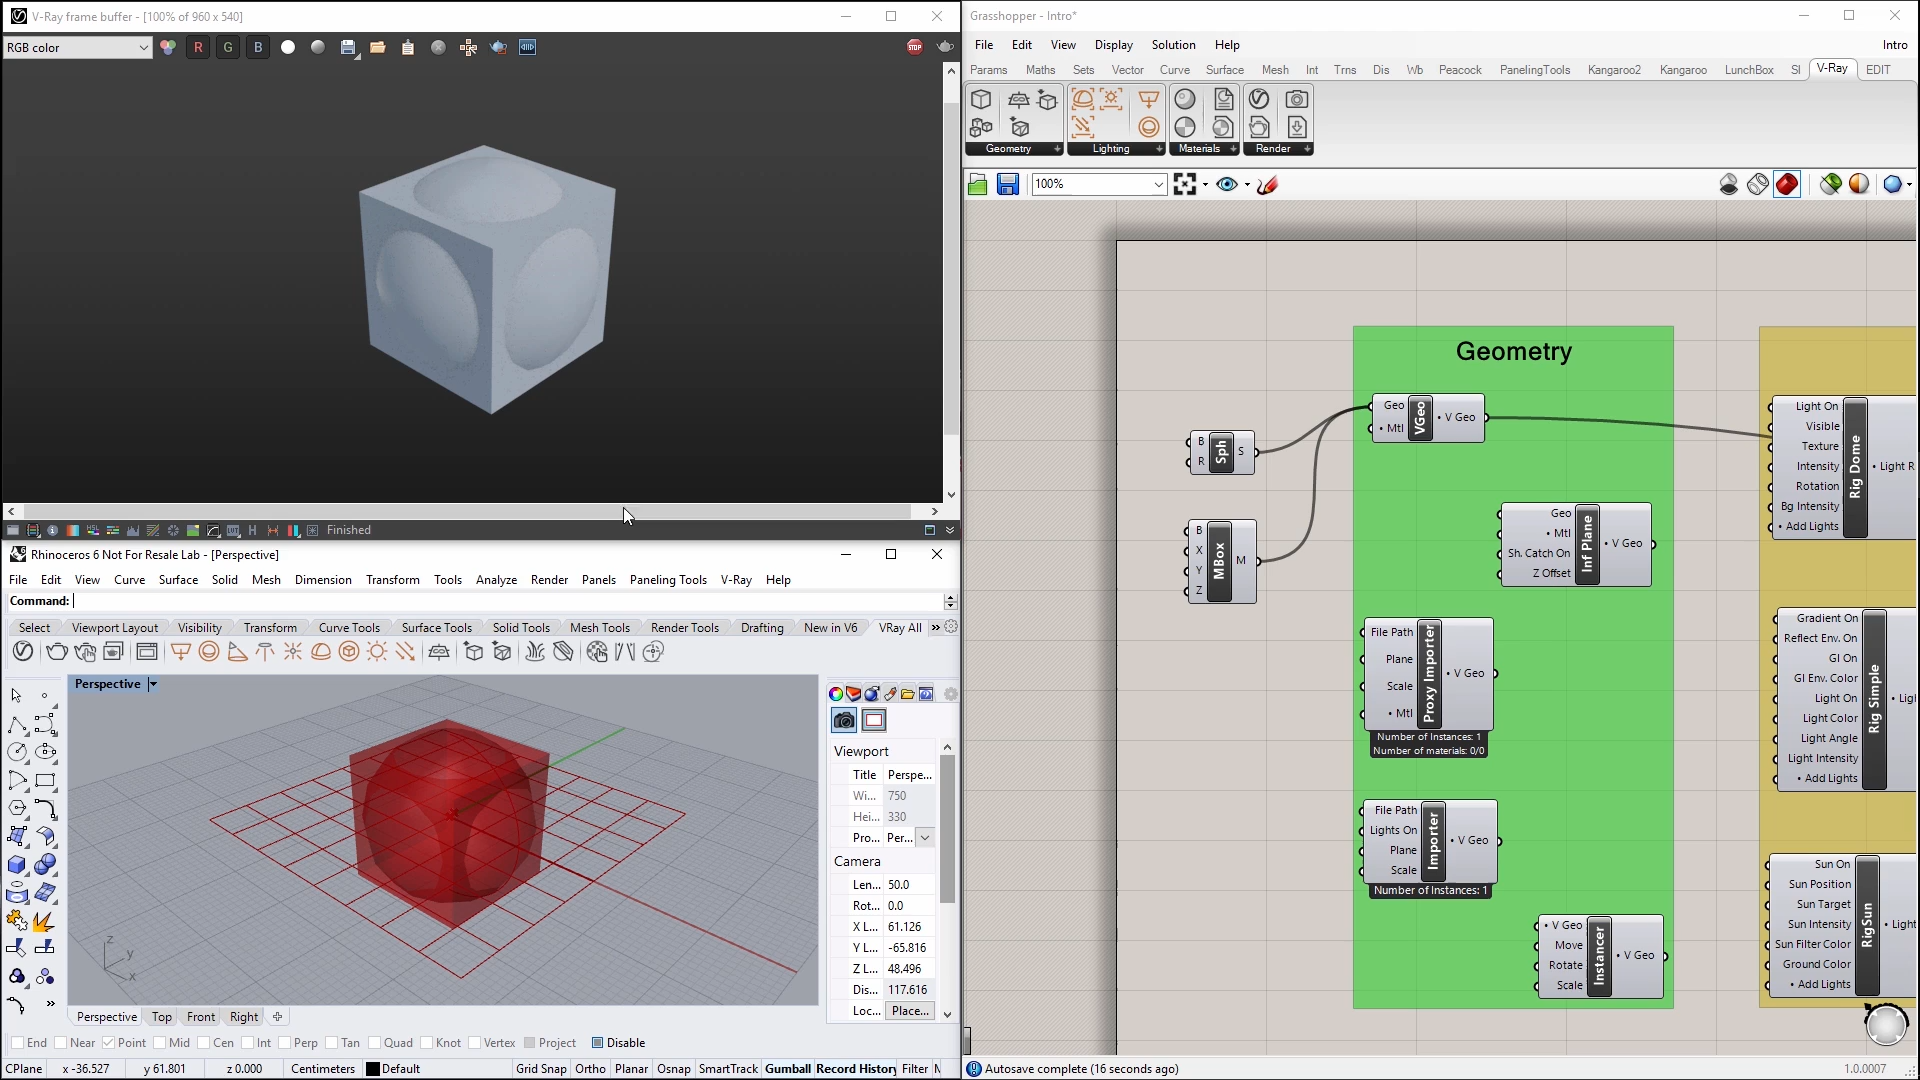 V-Ray frame buffer - [100% of 960 x 540]
RGB color
R G B
STOP
Finished
Rhinoceros 6 Not For Resale Lab - [Perspective]
File Edit View Curve Surface Solid Mesh Dimension Transform Tools Analyze Render Panels Paneling Tools V-Ray Help
Command:
Select Viewport Layout Visibility Transform Curve Tools Surface Tools Solid Tools Mesh Tools Render Tools Drafting New in V6 VRay All »
Perspective
z
y
x
Viewport
Title Perspe...
Wi... 750
Hei... 330
Pro... Per...
Camera
Len... 50.0
Rot... 0.0
X L... 61.126
Y L... -65.816
Z L... 48.496
Dis... 117.616
Loc... Place...
Perspective Top Front Right
End Near Point Mid Cen Int Perp Tan Quad Knot Vertex Project Disable
CPlane x -36.527 y 61.801 z 0.000 Centimeters Default Grid Snap Ortho Planar Osnap SmartTrack Gumball Record History Filter M
Grasshopper - Intro*
File Edit View Display Solution Help
Intro
Params Maths Sets Vector Curve Surface Mesh Int Trns Dis Wb Peacock PanelingTools Kangaroo2 Kangaroo LunchBox SI V-Ray EDIT
Geometry + Lighting + Materials + Render +
100%
Geometry
Geo
• Mtl
VGeo
• V Geo
B
R
Sph
S
B
X
Y
Z
MBox
M
Geo
• Mtl
Sh. Catch On
Z Offset
Inf Plane
• V Geo
File Path
Plane
Scale
• Mtl
Proxy Importer
• V Geo
Number of Instances: 1
Number of materials: 0/0
File Path
Lights On
Plane
Scale
Importer
• V Geo
Number of Instances: 1
• V Geo
Move
Rotate
Scale
Instancer
• V Geo
Light On
Visible
Texture
Intensity
Rotation
Bg Intensity
• Add Lights
Rig Dome
• Light R
Gradient On
Reflect Env. On
GI On
GI Env. Color
Light On
Light Color
Light Angle
Light Intensity
• Add Lights
Rig Simple
• Lig
Sun On
Sun Position
Sun Target
Sun Intensity
Sun Filter Color
Ground Color
• Add Lights
RigSun
• Light
Autosave complete (16 seconds ago)
1.0.0007